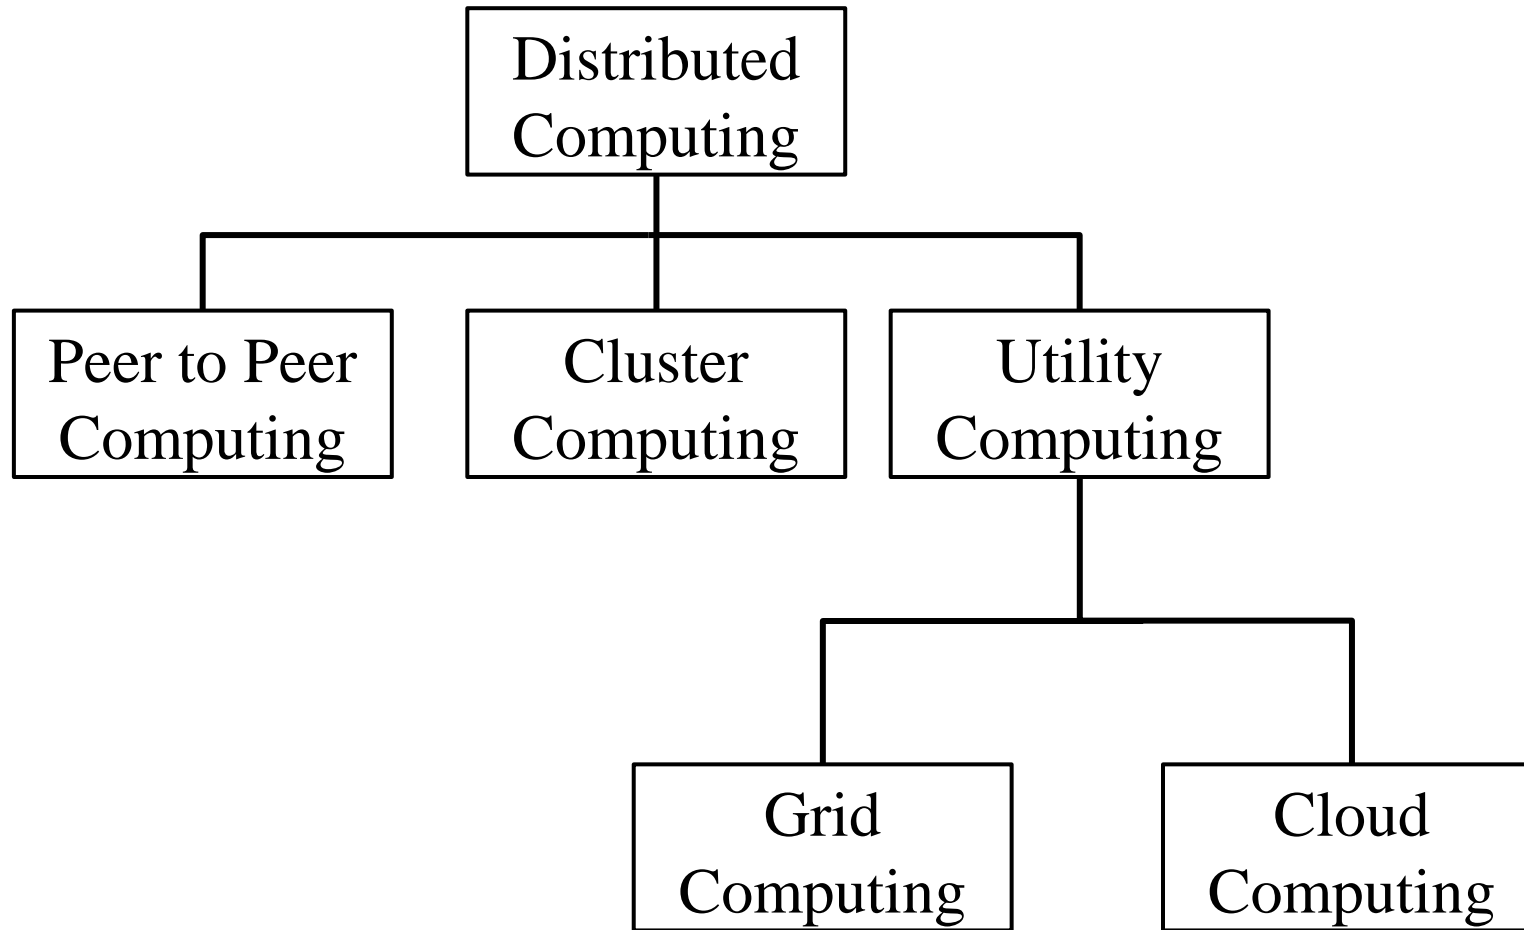 Distributed
Computing
Peer to Peer
Computing
Cluster
Computing
Utility
Computing
Grid
Computing
Cloud
Computing